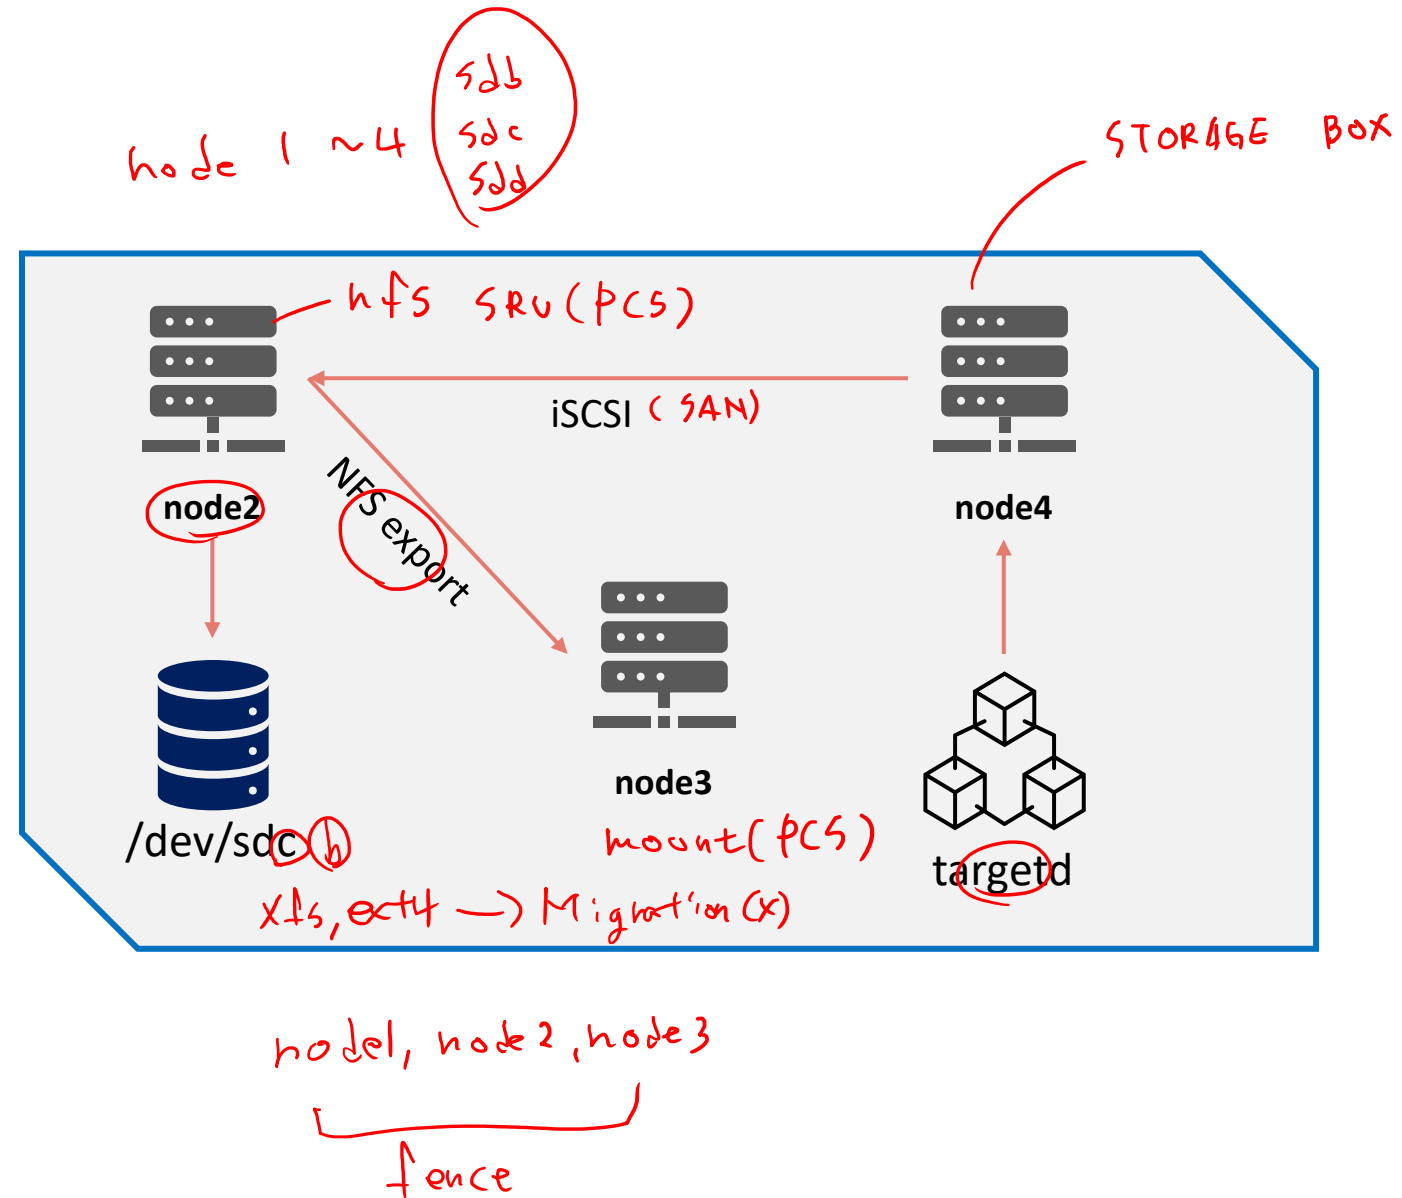 sdb
node 1 ~4
sdc
sdd
STORAGE BOX
nfs SRV (PCS)
iSCSI (SAN)
NFS export
node2
node4
node3
/dev/sdc b
mount(PCS)
targetd
xfs, ext4 → Migration (x)
node1, node2, node3
fence